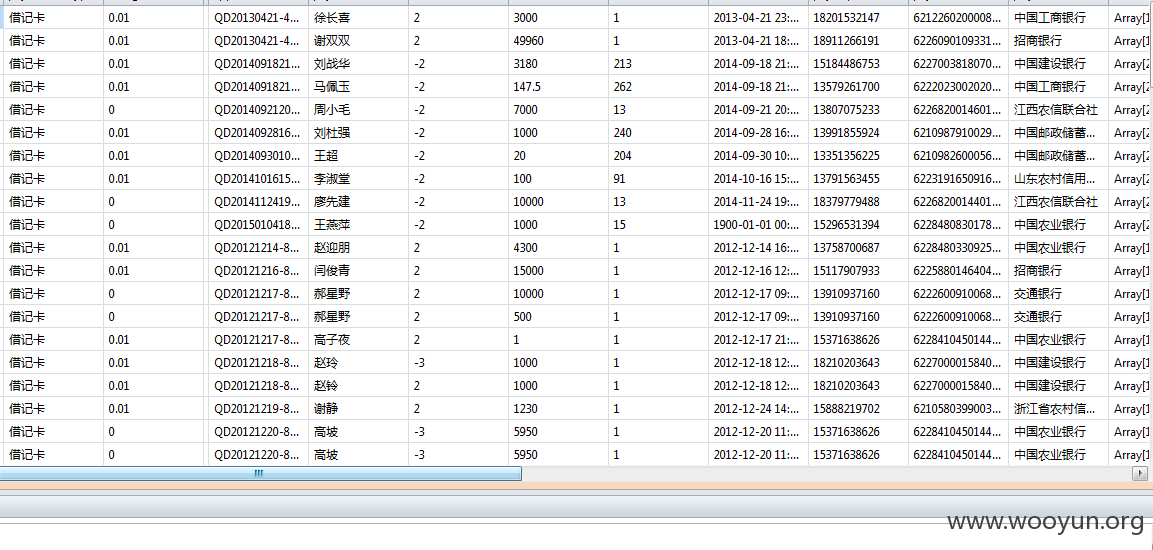 借记卡 0.01 QD20130421-4... 徐长喜 2 3000 1 2013-04-21 23:... 18201532147 6212260200008... 中国工商银行 Array[1
借记卡 0.01 QD20130421-4... 谢双双 2 49960 1 2013-04-21 18:... 18911266191 6226090109331... 招商银行 Array[1
借记卡 0.01 QD2014091821... 刘战华 -2 3180 213 2014-09-18 21:... 15184486753 6227003818070... 中国建设银行 Array[2
借记卡 0.01 QD2014091821... 马佩玉 -2 147.5 262 2014-09-18 21:... 13579261700 6222023002020... 中国工商银行 Array[2
借记卡 0 QD2014092120... 周小毛 -2 7000 13 2014-09-21 20:... 13807075233 6226820014601... 江西农信联合社 Array[2
借记卡 0.01 QD2014092816... 刘杜强 -2 1000 240 2014-09-28 16:... 13991855924 6210987910029... 中国邮政储蓄... Array[2
借记卡 0.01 QD2014093010... 王超 -2 20 204 2014-09-30 10:... 13351356225 6210982600056... 中国邮政储蓄... Array[2
借记卡 0.01 QD2014101615... 李淑堂 -2 100 91 2014-10-16 15:... 13791563455 6223191650916... 山东农村信用... Array[2
借记卡 0 QD2014112419... 廖先建 -2 10000 13 2014-11-24 19:... 18379779488 6226820014401... 江西农信联合社 Array[2
借记卡 0 QD2015010418... 王燕萍 -2 1000 15 1900-01-01 00:... 15296531394 6228480830178... 中国农业银行 Array[2
借记卡 0.01 QD20121214-8... 赵迎朋 2 4300 1 2012-12-14 16:... 13758700687 6228480330925... 中国农业银行 Array[1
借记卡 0.01 QD20121216-8... 闫俊青 2 15000 1 2012-12-16 12:... 15117907933 6225880146404... 招商银行 Array[1
借记卡 0 QD20121217-8... 郝星野 2 10000 1 2012-12-17 09:... 13910937160 6222600910068... 交通银行 Array[1
借记卡 0 QD20121217-8... 郝星野 2 500 1 2012-12-17 09:... 13910937160 6222600910068... 交通银行 Array[1
借记卡 0.01 QD20121217-8... 高子夜 2 1 1 2012-12-17 21:... 15371638626 6228410450144... 中国农业银行 Array[1
借记卡 0.01 QD20121218-8... 赵玲 -3 1000 1 2012-12-18 12:... 18210203643 6227000015840... 中国建设银行 Array[1
借记卡 0.01 QD20121218-8... 赵铃 2 1000 1 2012-12-18 12:... 18210203643 6227000015840... 中国建设银行 Array[1
借记卡 0.01 QD20121219-8... 谢静 2 1230 1 2012-12-24 14:... 15888219702 6210580399003... 浙江省农村信... Array[1
借记卡 0 QD20121220-8... 高坡 -3 5950 1 2012-12-20 11:... 15371638626 6228410450144... 中国农业银行 Array[1
借记卡 0 QD20121220-8... 高坡 -3 5950 1 2012-12-20 11:... 15371638626 6228410450144... 中国农业银行 Array[1
www.wooyun.org